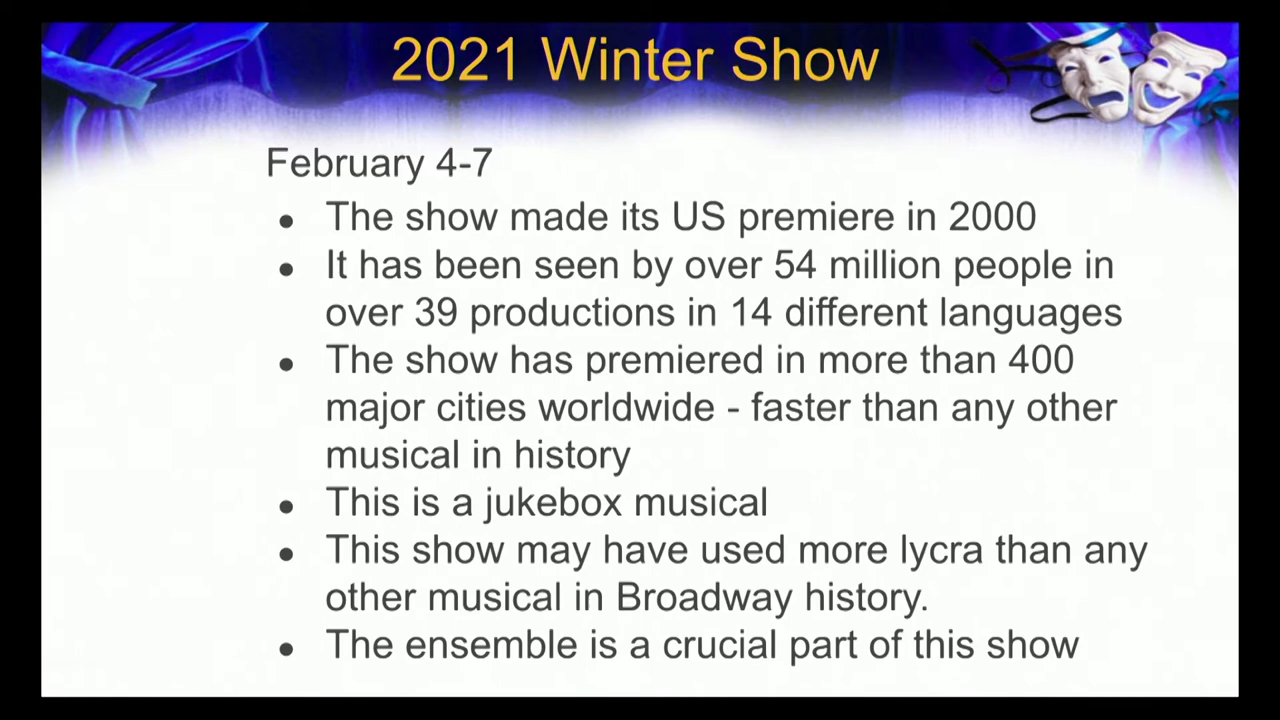 2021 Winter Show
February 4-7
● The show made its US premiere in 2000
● It has been seen by over 54 million people in
over 39 productions in 14 different languages
● The show has premiered in more than 400
major cities worldwide - faster than any other
musical in history
● This is a jukebox musical
● This show may have used more lycra than any
other musical in Broadway history.
● The ensemble is a crucial part of this show